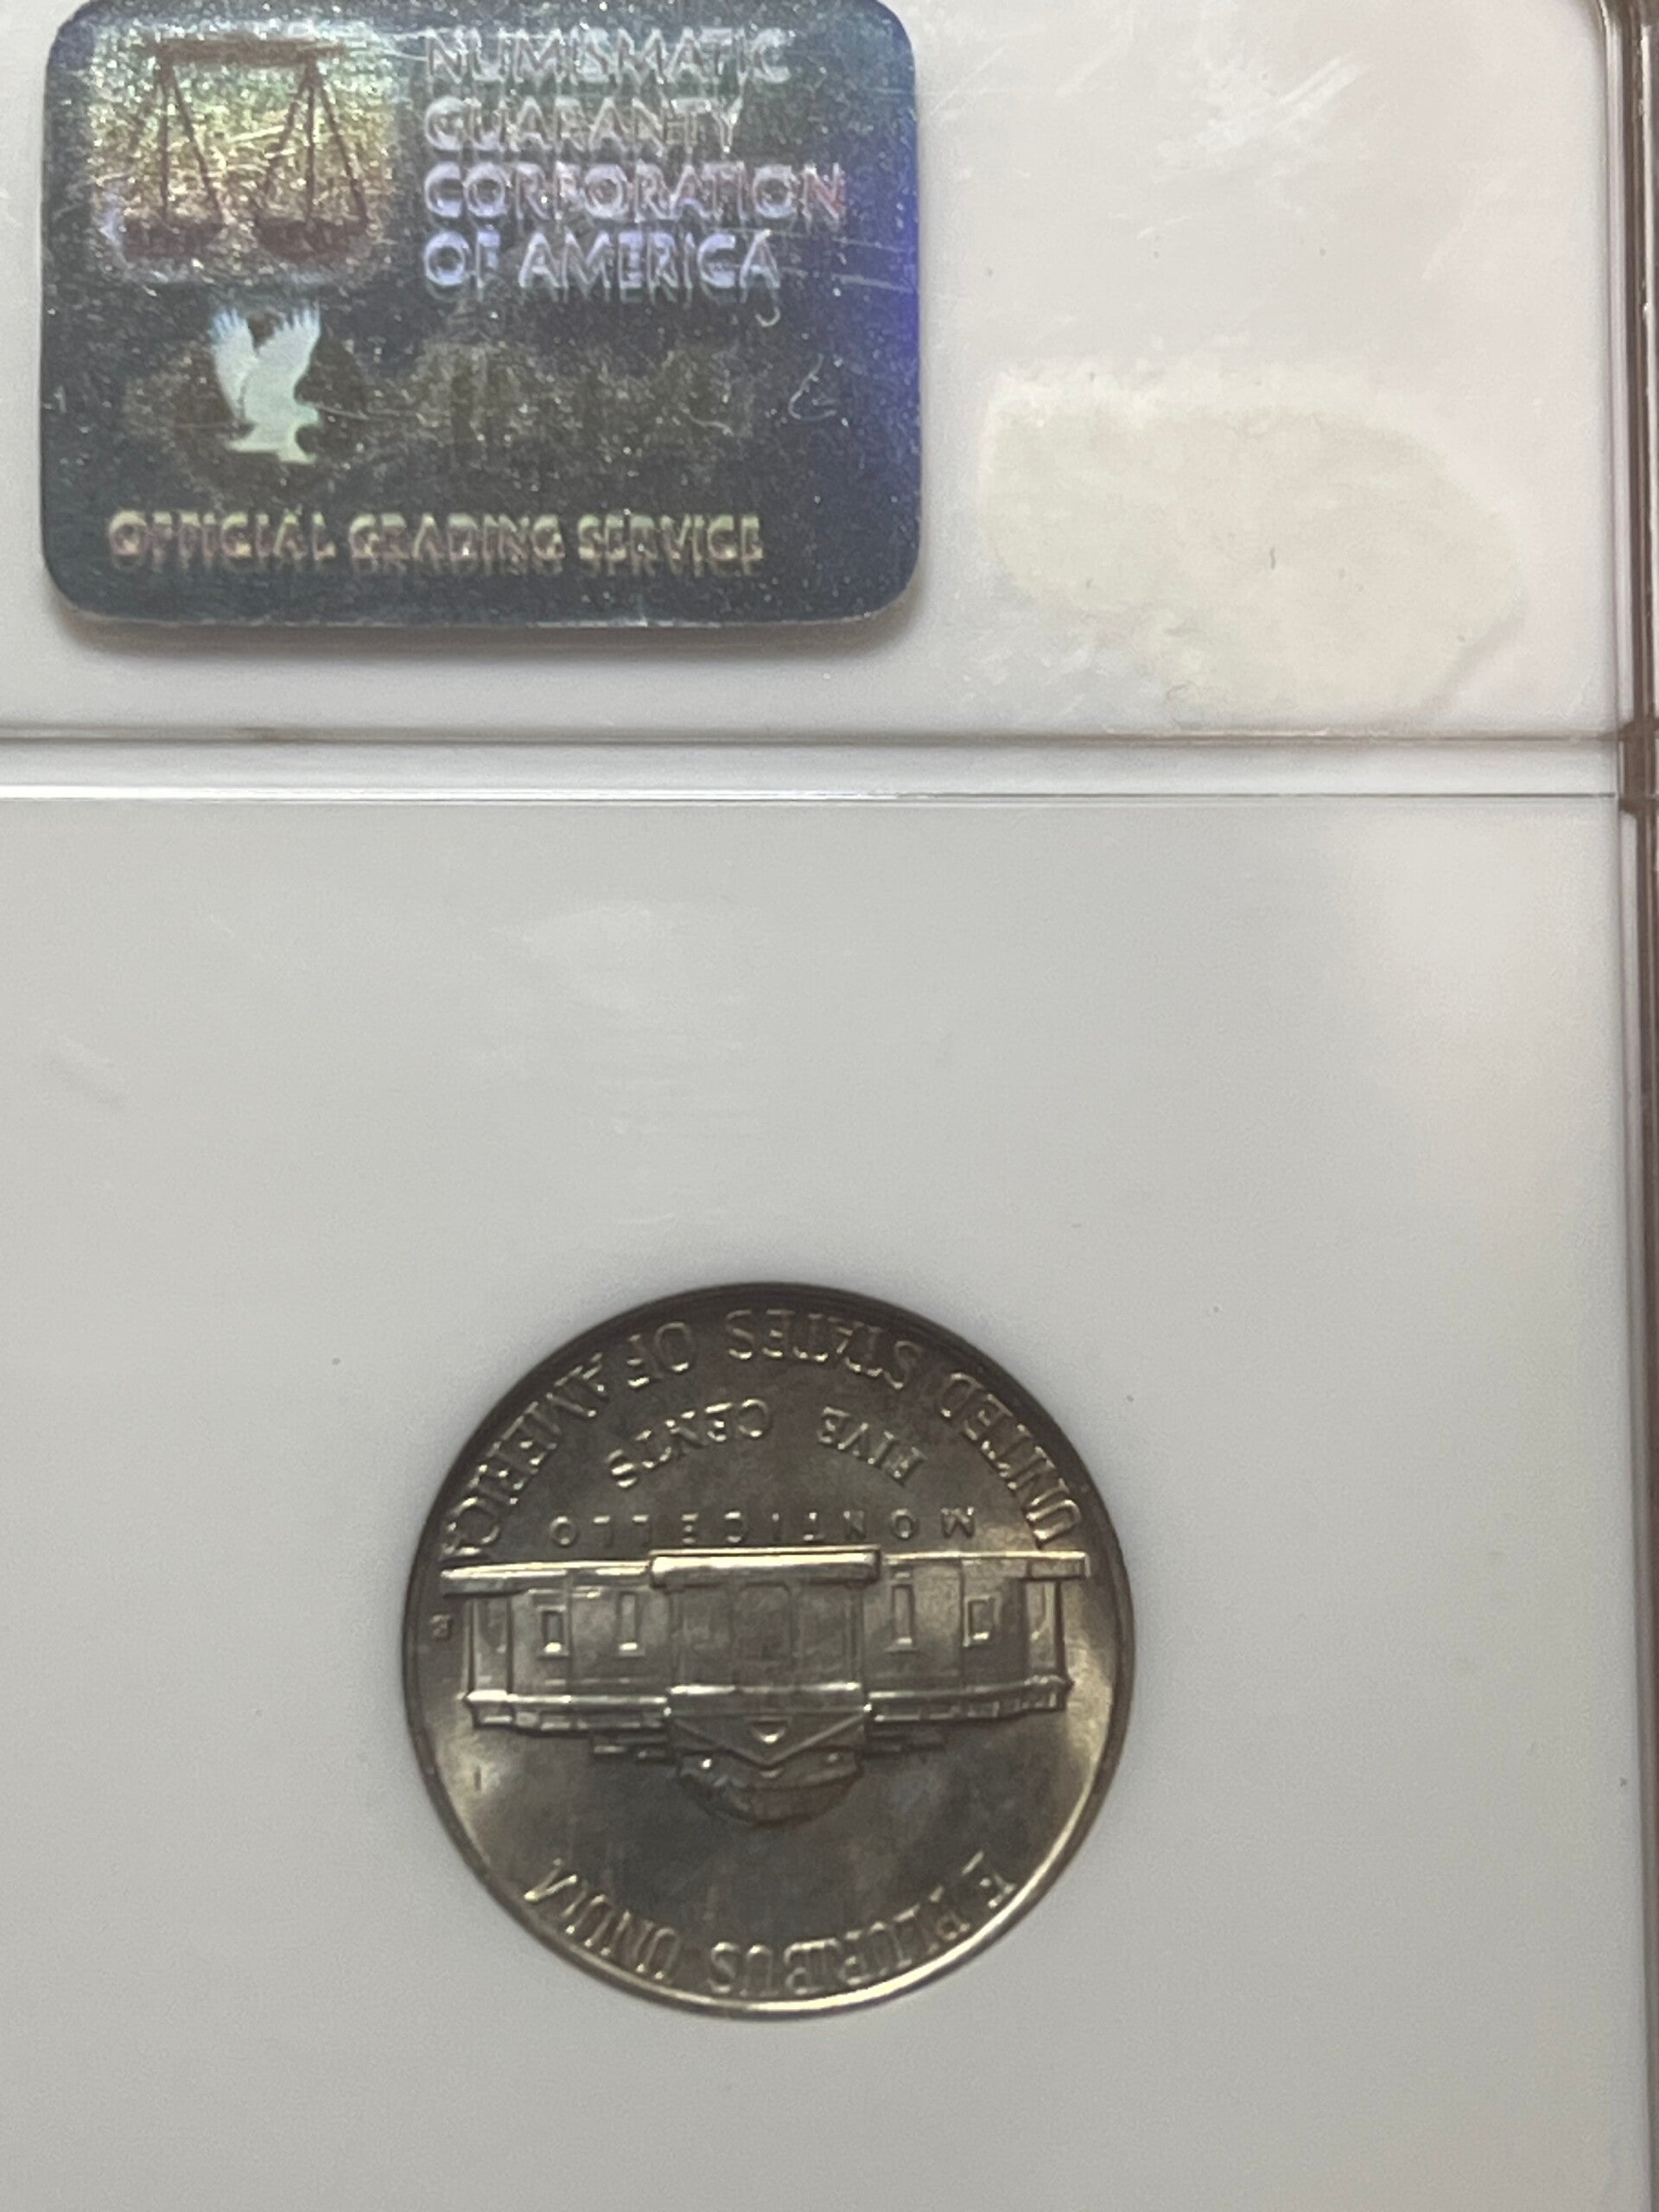 NUMISMATIC
GUARANTY
CORPORATION
OF AMERICA
OFFICIAL GRADING SERVICE
E PLURIBUS UNUM
MONTICELLO
FIVE CENTS
UNITED STATES OF AMERICA